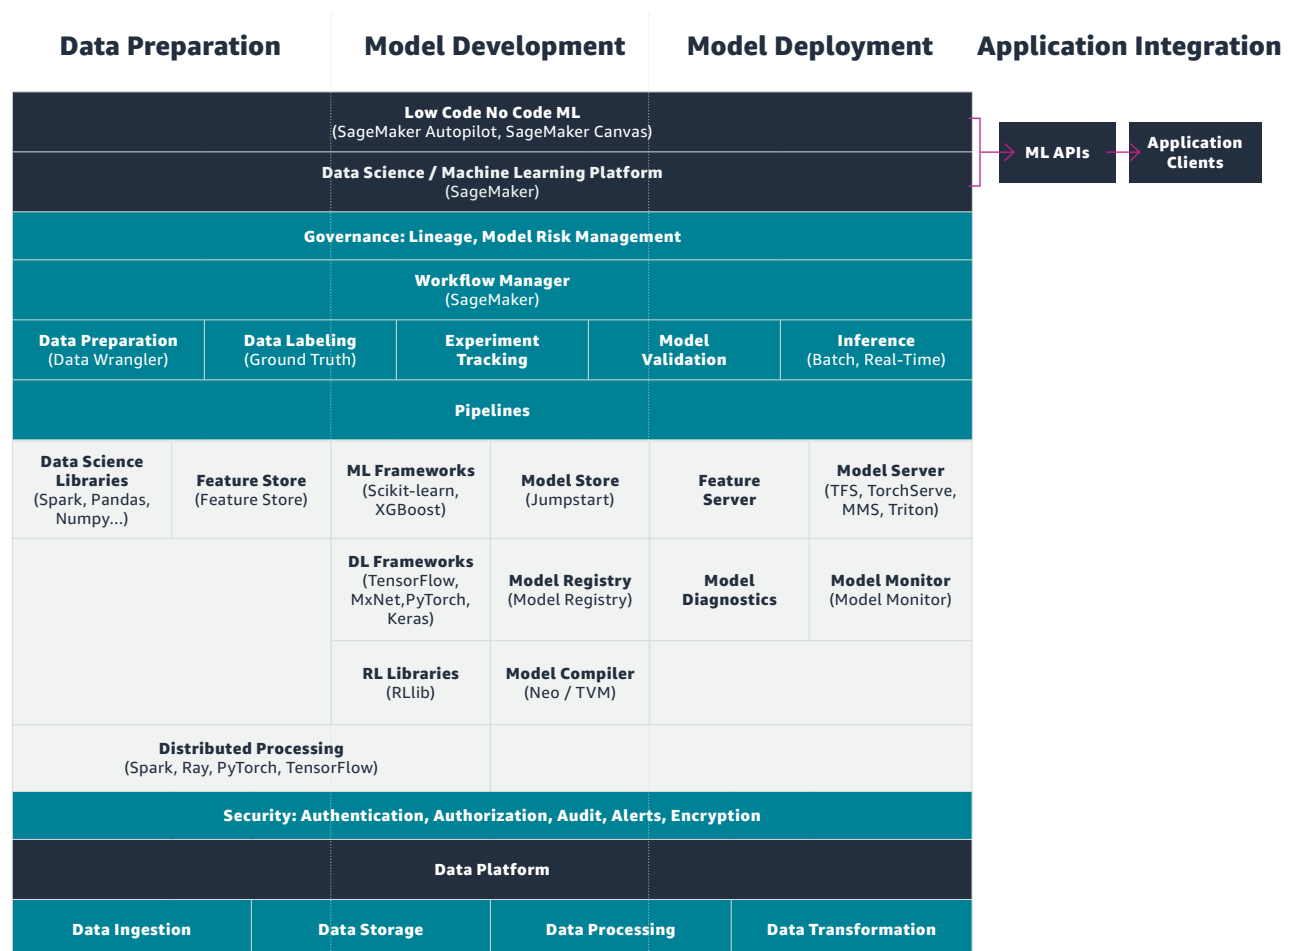 Data Preparation
Model Development
Model Deployment
Application Integration
Low Code No Code ML
(SageMaker Autopilot, SageMaker Canvas)
ML APIs
Application
Clients
Data Science / Machine Learning Platform
(SageMaker)
Governance: Lineage, Model Risk Management
Workflow Manager
(SageMaker)
Data Preparation
(Data Wrangler)
Data Labeling
(Ground Truth)
Experiment
Tracking
Model
Validation
Inference
(Batch, Real-Time)
Pipelines
Data Science
Libraries
(Spark, Pandas,
Numpy...)
Feature Store
(Feature Store)
ML Frameworks
(Scikit-learn,
XGBoost)
Model Store
(Jumpstart)
Feature
Server
Model Server
(TFS, TorchServe,
MMS, Triton)
DL Frameworks
(TensorFlow,
MxNet,PyTorch,
Keras)
Model Registry
(Model Registry)
Model
Diagnostics
Model Monitor
(Model Monitor)
RL Libraries
(RLlib)
Model Compiler
(Neo / TVM)
Distributed Processing
(Spark, Ray, PyTorch, TensorFlow)
Security: Authentication, Authorization, Audit, Alerts, Encryption
Data Platform
Data Ingestion
Data Storage
Data Processing
Data Transformation